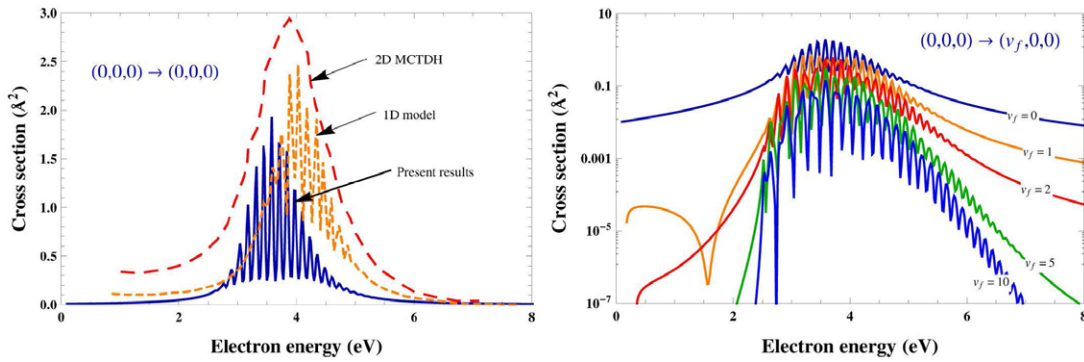 3.0
2.5
2.0
1.5
1.0
0.5
0.0
Cross section (Å²)
(0,0,0) → (0,0,0)
2D MCTDH
1D model
Present results
0 2 4 6 8
Electron energy (eV)
10
0.1
0.001
10⁻⁵
10⁻⁷
Cross section (Å²)
(0,0,0) → (v_f,0,0)
v_f = 0
v_f = 1
v_f = 2
v_f = 5
v_f = 10
0 2 4 6 8
Electron energy (eV)